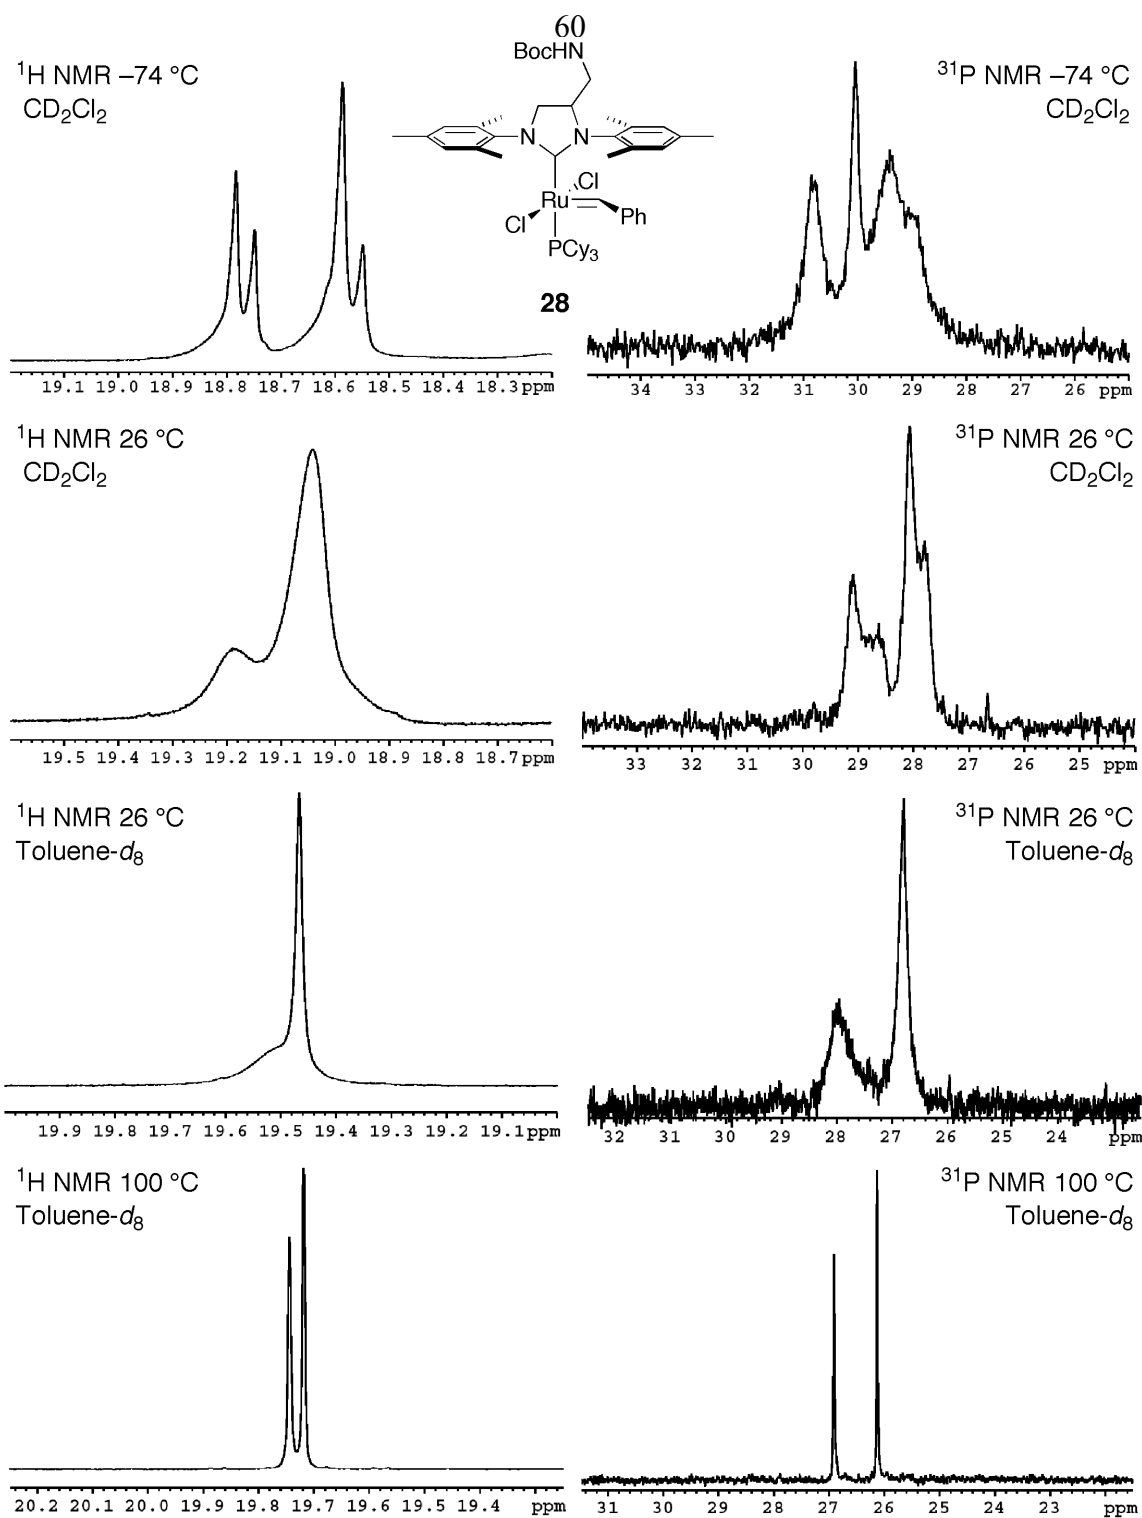 60
¹H NMR –74 °C
CD₂Cl₂
BocHN
N N
Cl
Ru
Ph
Cl
PCy₃
28
³¹P NMR –74 °C
CD₂Cl₂
19.1 19.0 18.9 18.8 18.7 18.6 18.5 18.4 18.3 ppm
34 33 32 31 30 29 28 27 26 ppm
¹H NMR 26 °C
CD₂Cl₂
³¹P NMR 26 °C
CD₂Cl₂
19.5 19.4 19.3 19.2 19.1 19.0 18.9 18.8 18.7 ppm
33 32 31 30 29 28 27 26 25 ppm
¹H NMR 26 °C
Toluene-d₈
³¹P NMR 26 °C
Toluene-d₈
19.9 19.8 19.7 19.6 19.5 19.4 19.3 19.2 19.1 ppm
32 31 30 29 28 27 26 25 24 ppm
¹H NMR 100 °C
Toluene-d₈
³¹P NMR 100 °C
Toluene-d₈
20.2 20.1 20.0 19.9 19.8 19.7 19.6 19.5 19.4 ppm
31 30 29 28 27 26 25 24 23 ppm